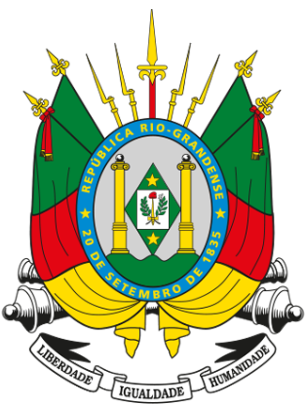 REPÚBLICA RIO-GRANDENSE
20 DE SETEMBRO DE 1835
LIBERDADE
IGUALDADE
HUMANIDADE